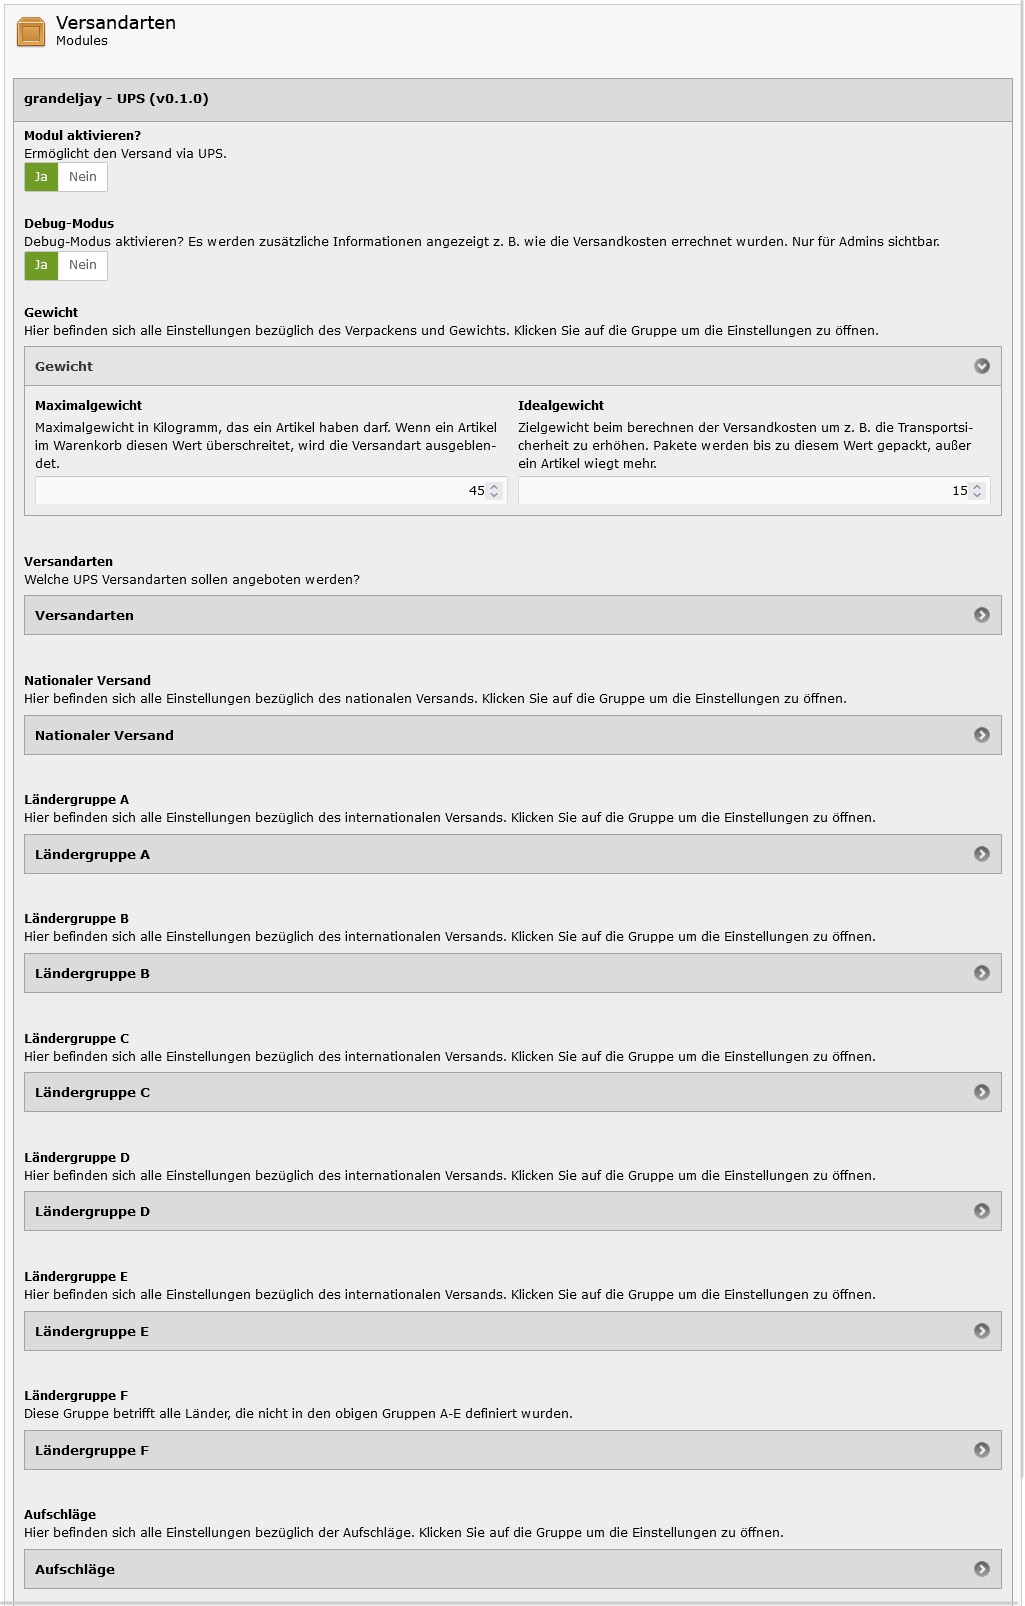 Versandarten
Modules
grandeljay - UPS (v0.1.0)
Modul aktivieren?
Ermöglicht den Versand via UPS.
Ja Nein
Debug-Modus
Debug-Modus aktivieren? Es werden zusätzliche Informationen angezeigt z. B. wie die Versandkosten errechnet wurden. Nur für Admins sichtbar.
Ja Nein
Gewicht
Hier befinden sich alle Einstellungen bezüglich des Verpackens und Gewichts. Klicken Sie auf die Gruppe um die Einstellungen zu öffnen.
Gewicht
Maximalgewicht
Maximalgewicht in Kilogramm, das ein Artikel haben darf. Wenn ein Artikel
im Warenkorb diesen Wert überschreitet, wird die Versandart ausgeblen-
det.
45
Idealgewicht
Zielgewicht beim berechnen der Versandkosten um z. B. die Transportsi-
cherheit zu erhöhen. Pakete werden bis zu diesem Wert gepackt, außer
ein Artikel wiegt mehr.
15
Versandarten
Welche UPS Versandarten sollen angeboten werden?
Versandarten
Nationaler Versand
Hier befinden sich alle Einstellungen bezüglich des nationalen Versands. Klicken Sie auf die Gruppe um die Einstellungen zu öffnen.
Nationaler Versand
Ländergruppe A
Hier befinden sich alle Einstellungen bezüglich des internationalen Versands. Klicken Sie auf die Gruppe um die Einstellungen zu öffnen.
Ländergruppe A
Ländergruppe B
Hier befinden sich alle Einstellungen bezüglich des internationalen Versands. Klicken Sie auf die Gruppe um die Einstellungen zu öffnen.
Ländergruppe B
Ländergruppe C
Hier befinden sich alle Einstellungen bezüglich des internationalen Versands. Klicken Sie auf die Gruppe um die Einstellungen zu öffnen.
Ländergruppe C
Ländergruppe D
Hier befinden sich alle Einstellungen bezüglich des internationalen Versands. Klicken Sie auf die Gruppe um die Einstellungen zu öffnen.
Ländergruppe D
Ländergruppe E
Hier befinden sich alle Einstellungen bezüglich des internationalen Versands. Klicken Sie auf die Gruppe um die Einstellungen zu öffnen.
Ländergruppe E
Ländergruppe F
Diese Gruppe betrifft alle Länder, die nicht in den obigen Gruppen A-E definiert wurden.
Ländergruppe F
Aufschläge
Hier befinden sich alle Einstellungen bezüglich der Aufschläge. Klicken Sie auf die Gruppe um die Einstellungen zu öffnen.
Aufschläge